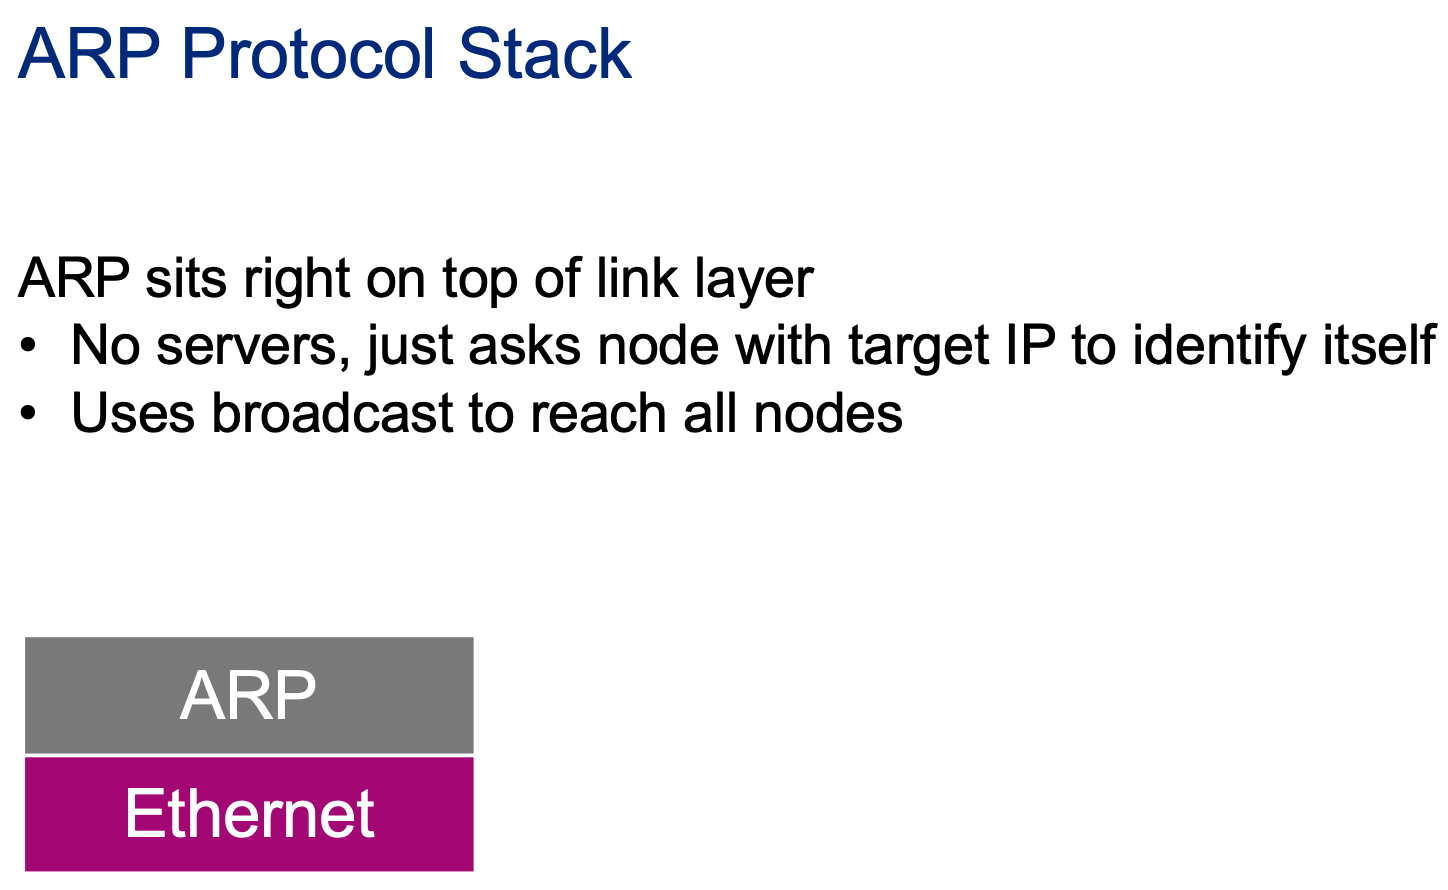 ARP Protocol Stack
ARP sits right on top of link layer
• No servers, just asks node with target IP to identify itself
• Uses broadcast to reach all nodes
ARP
Ethernet